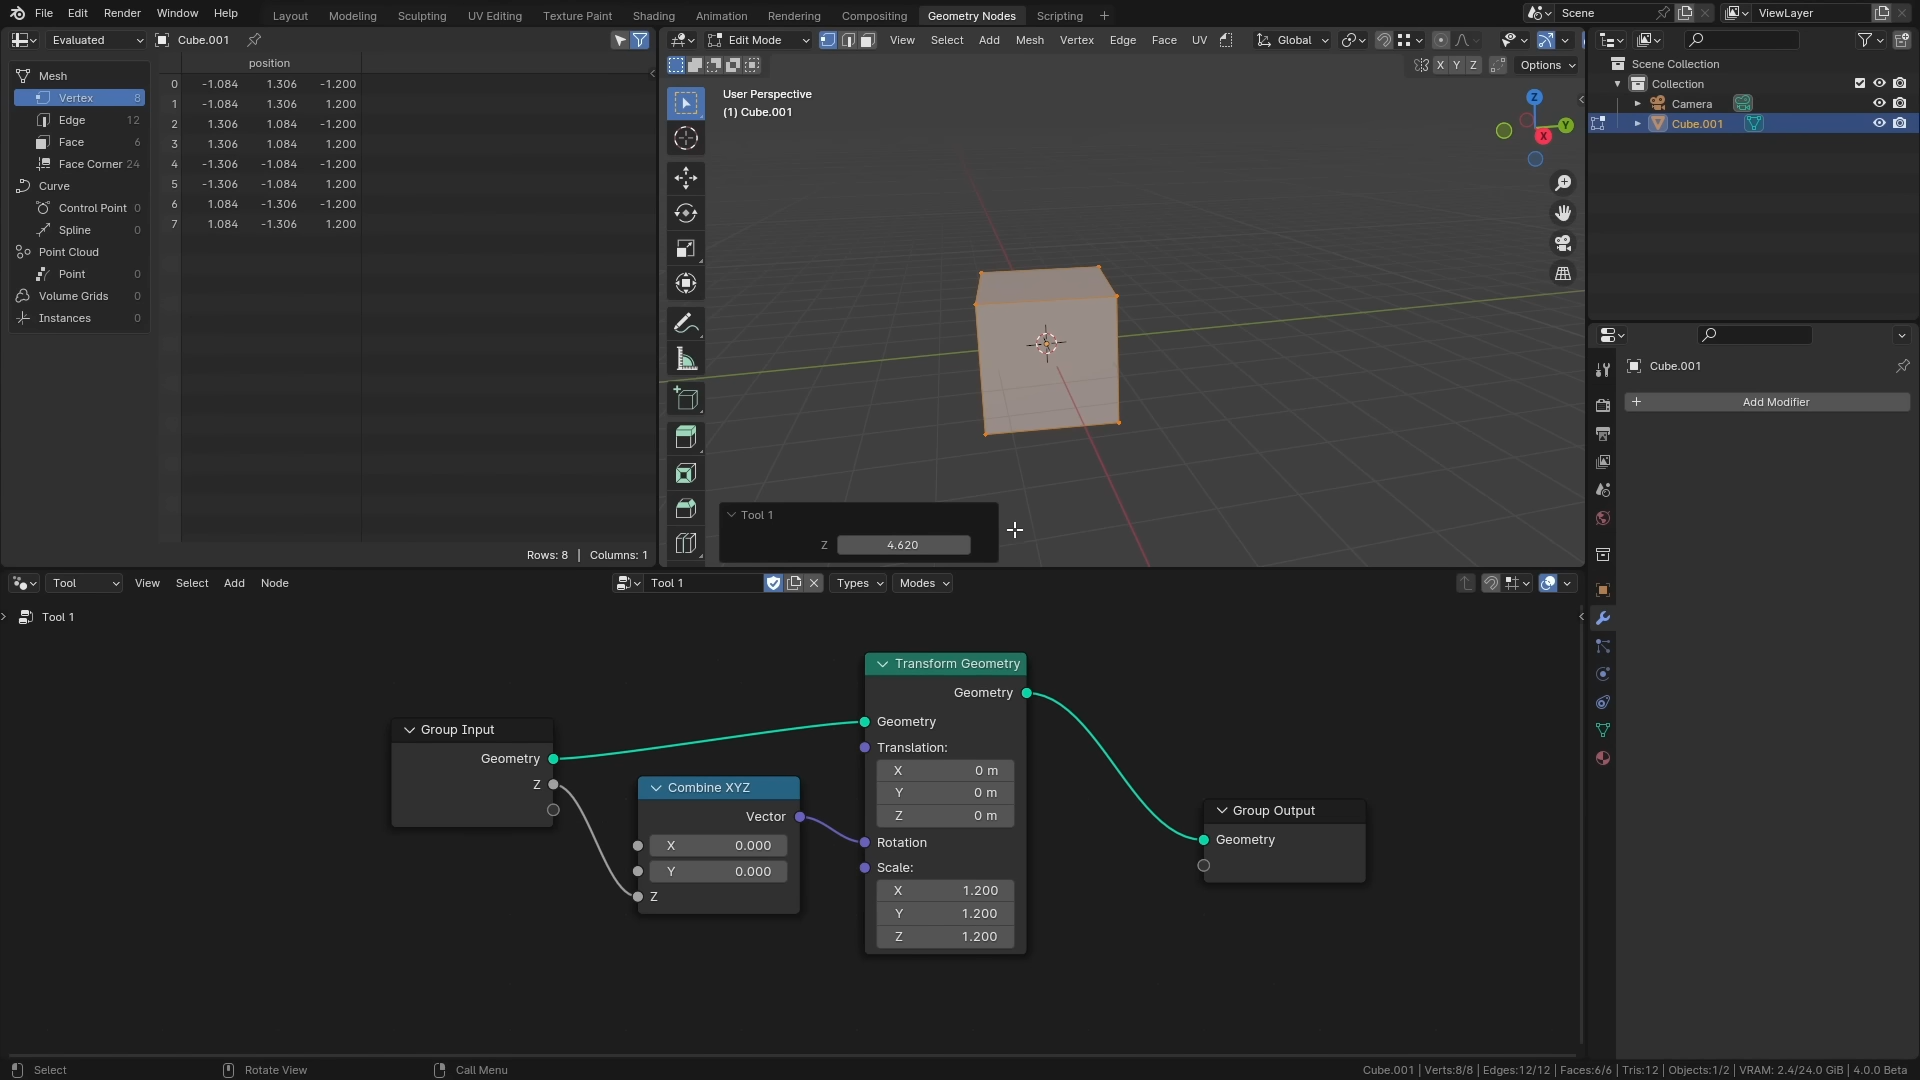 File Edit Render Window Help Layout Modeling Sculpting UV Editing Texture Paint Shading Animation Rendering Compositing Geometry Nodes Scripting + Scene ViewLayer
Evaluated Cube.001
position
0 -1.084 1.306 -1.200
1 -1.084 1.306 1.200
2 1.306 1.084 -1.200
3 1.306 1.084 1.200
4 -1.306 -1.084 -1.200
5 -1.306 -1.084 1.200
6 1.084 -1.306 -1.200
7 1.084 -1.306 1.200
Mesh
Vertex 8
Edge 12
Face 6
Face Corner 24
Curve
Control Point 0
Spline 0
Point Cloud
Point 0
Volume Grids 0
Instances 0
Rows: 8 | Columns: 1
Edit Mode View Select Add Mesh Vertex Edge Face UV Global
X Y Z Options
User Perspective
(1) Cube.001
Z
Y
X
Tool 1
Z 4.620
Scene Collection
Collection
Camera
Cube.001
Cube.001
+ Add Modifier
Tool View Select Add Node Tool 1 Types Modes
Tool 1
Group Input
Geometry
Z
Combine XYZ
Vector
X 0.000
Y 0.000
Z
Transform Geometry
Geometry
Geometry
Translation:
X 0 m
Y 0 m
Z 0 m
Rotation
Scale:
X 1.200
Y 1.200
Z 1.200
Group Output
Geometry
Select Rotate View Call Menu Cube.001 | Verts:8/8 | Edges:12/12 | Faces:6/6 | Tris:12 | Objects:1/2 | VRAM: 2.4/24.0 GiB | 4.0.0 Beta